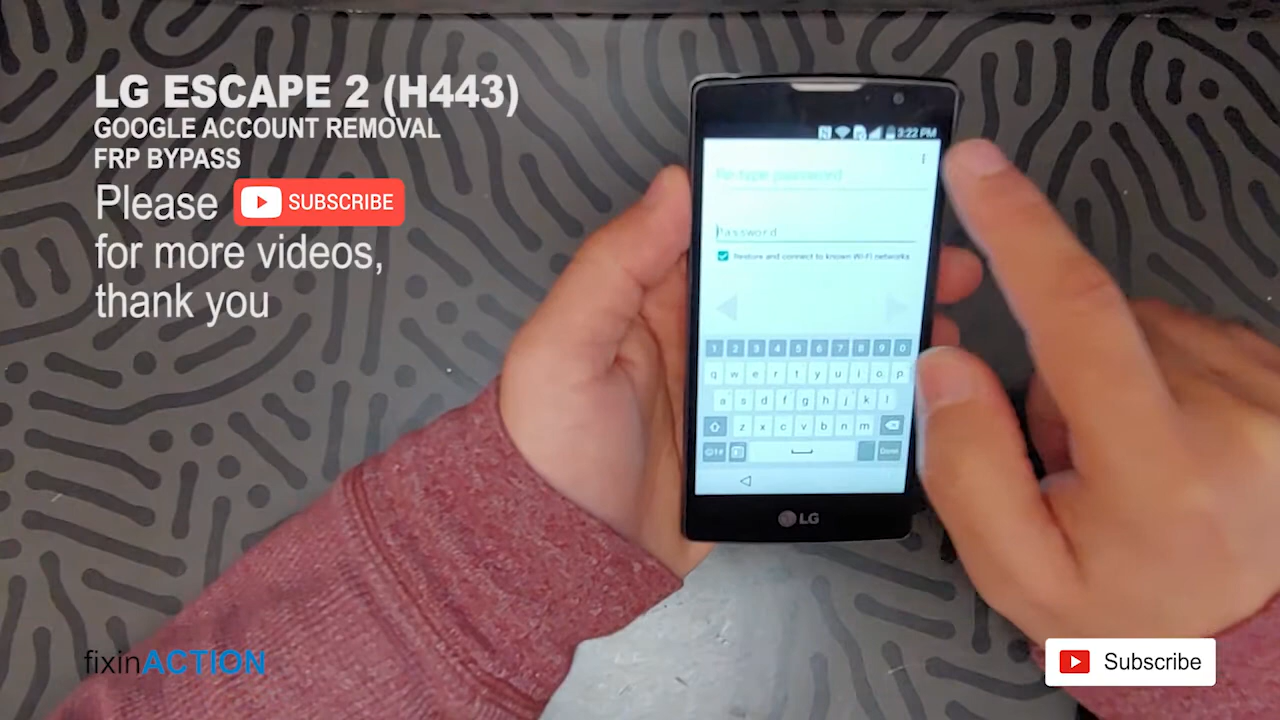 LG ESCAPE 2 (H443)
GOOGLE ACCOUNT REMOVAL
FRP BYPASS
Please SUBSCRIBE
for more videos,
thank you
3:22 PM
Re-type password
Password
Restore and connect to known Wi-Fi networks
1 2 3 4 5 6 7 8 9 0
q w e r t y u i o p
a s d f g h j k l
z x c v b n m
Done
LG
fixinACTION
Subscribe